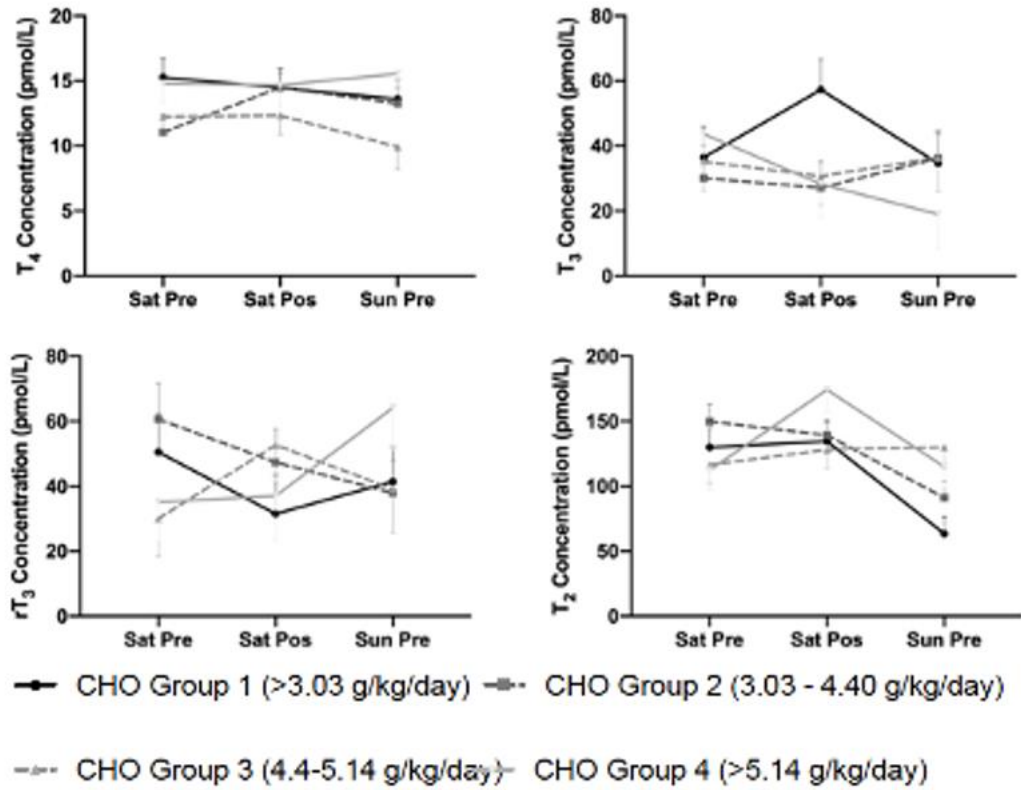 T4 Concentration (pmol/L)
20
15
10
5
0
Sat Pre Sat Pos Sun Pre
T3 Concentration (pmol/L)
80
60
40
20
0
Sat Pre Sat Pos Sun Pre
rT3 Concentration (pmol/L)
80
60
40
20
0
Sat Pre Sat Pos Sun Pre
T2 Concentration (pmol/L)
200
150
100
50
0
Sat Pre Sat Pos Sun Pre
CHO Group 1 (>3.03 g/kg/day) CHO Group 2 (3.03 - 4.40 g/kg/day)
CHO Group 3 (4.4-5.14 g/kg/day) CHO Group 4 (>5.14 g/kg/day)